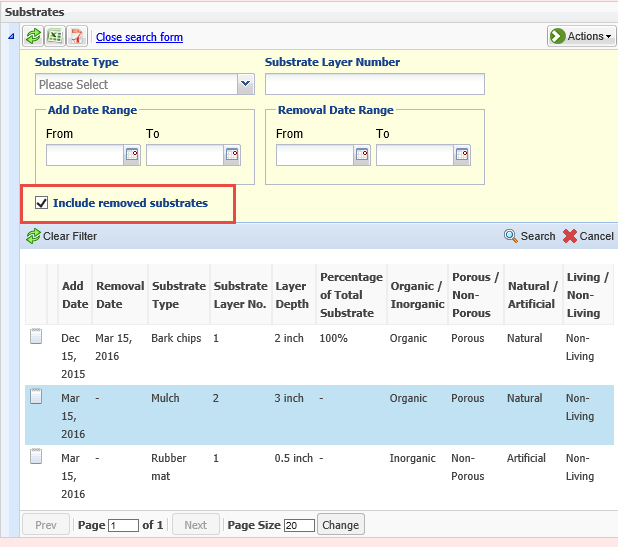 Substrates
Close search form Actions
Substrate Type Substrate Layer Number
Please Select
Add Date Range Removal Date Range
From To From To
Include removed substrates
Clear Filter Search Cancel
Add Date Removal Date Substrate Type Substrate Layer No. Layer Depth Percentage of Total Substrate Organic / Inorganic Porous / Non-Porous Natural / Artificial Living / Non-Living
Dec 15, 2015 Mar 15, 2016 Bark chips 1 2 inch 100% Organic Porous Natural Non-Living
Mar 15, 2016 - Mulch 2 3 inch - Organic Porous Natural Non-Living
Mar 15, 2016 - Rubber mat 1 0.5 inch - Inorganic Non-Porous Artificial Non-Living
Prev Page 1 of 1 Next Page Size 20 Change